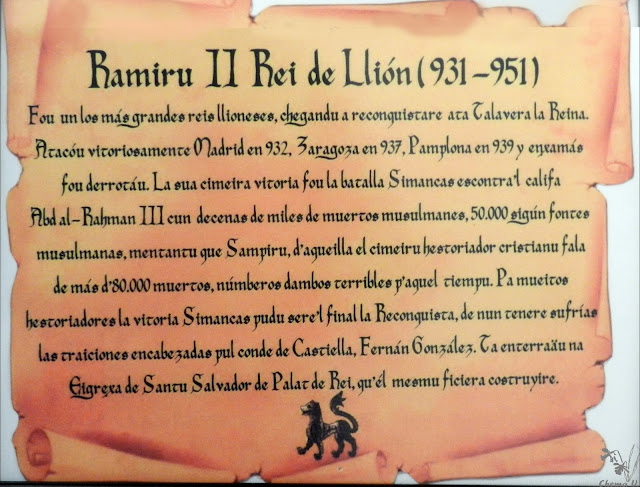 Ramiru II Rei de Llión (931-951)
Fou un los más grandes reis llioneses, chegandu a reconquistare ata Talavera la Reina.
Atacóu vitoriosamente Madrid en 932, Zaragoza en 937, Pamplona en 939 y enxamás
fou derrotáu. La sua cimeira vitoria fou la batalla Simancas escontra'l califa
Abd al-Rahman III cun decenas de miles de muertos musulmanes, 50.000 sigún fontes
musulmanas, mentantu que Sampiru, d'aqueilla el cimeiru hestoriador cristianu fala
de más d'80.000 muertos, númberos dambos terribles p'aquel tiempu. Pa mueitos
hestoriadores la vitoria Simancas pudu sere'l final la Reconquista, de nun tenere sufrías
las traiciones encabezadas pul conde de Castiella, Fernán González. Ta enterraäu na
Eigrexa de Santu Salvador de Palat de Rei, qu'él mesmu ficiera costruyire.